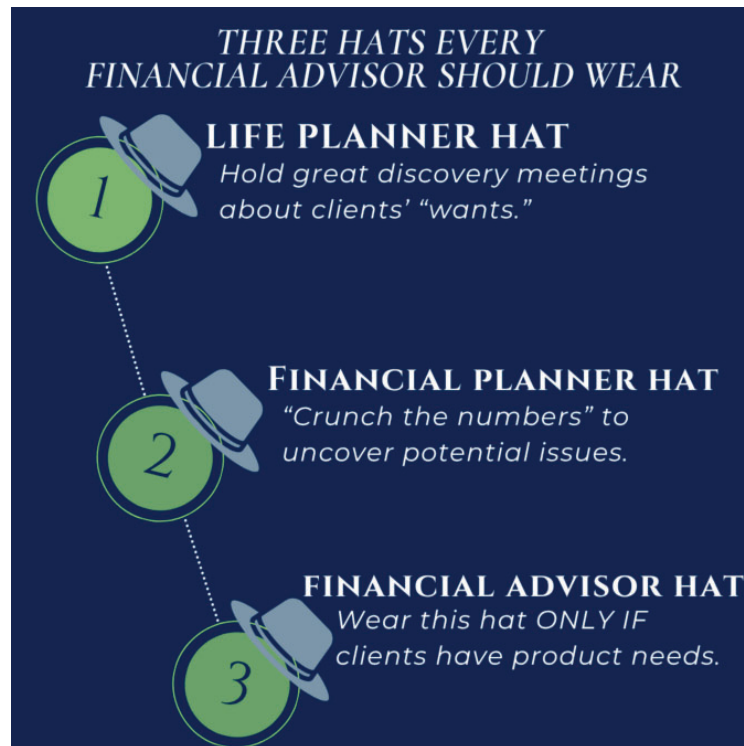 THREE HATS EVERY
FINANCIAL ADVISOR SHOULD WEAR
1
LIFE PLANNER HAT
Hold great discovery meetings
about clients’ “wants.”
2
FINANCIAL PLANNER HAT
“Crunch the numbers” to
uncover potential issues.
3
FINANCIAL ADVISOR HAT
Wear this hat ONLY IF
clients have product needs.